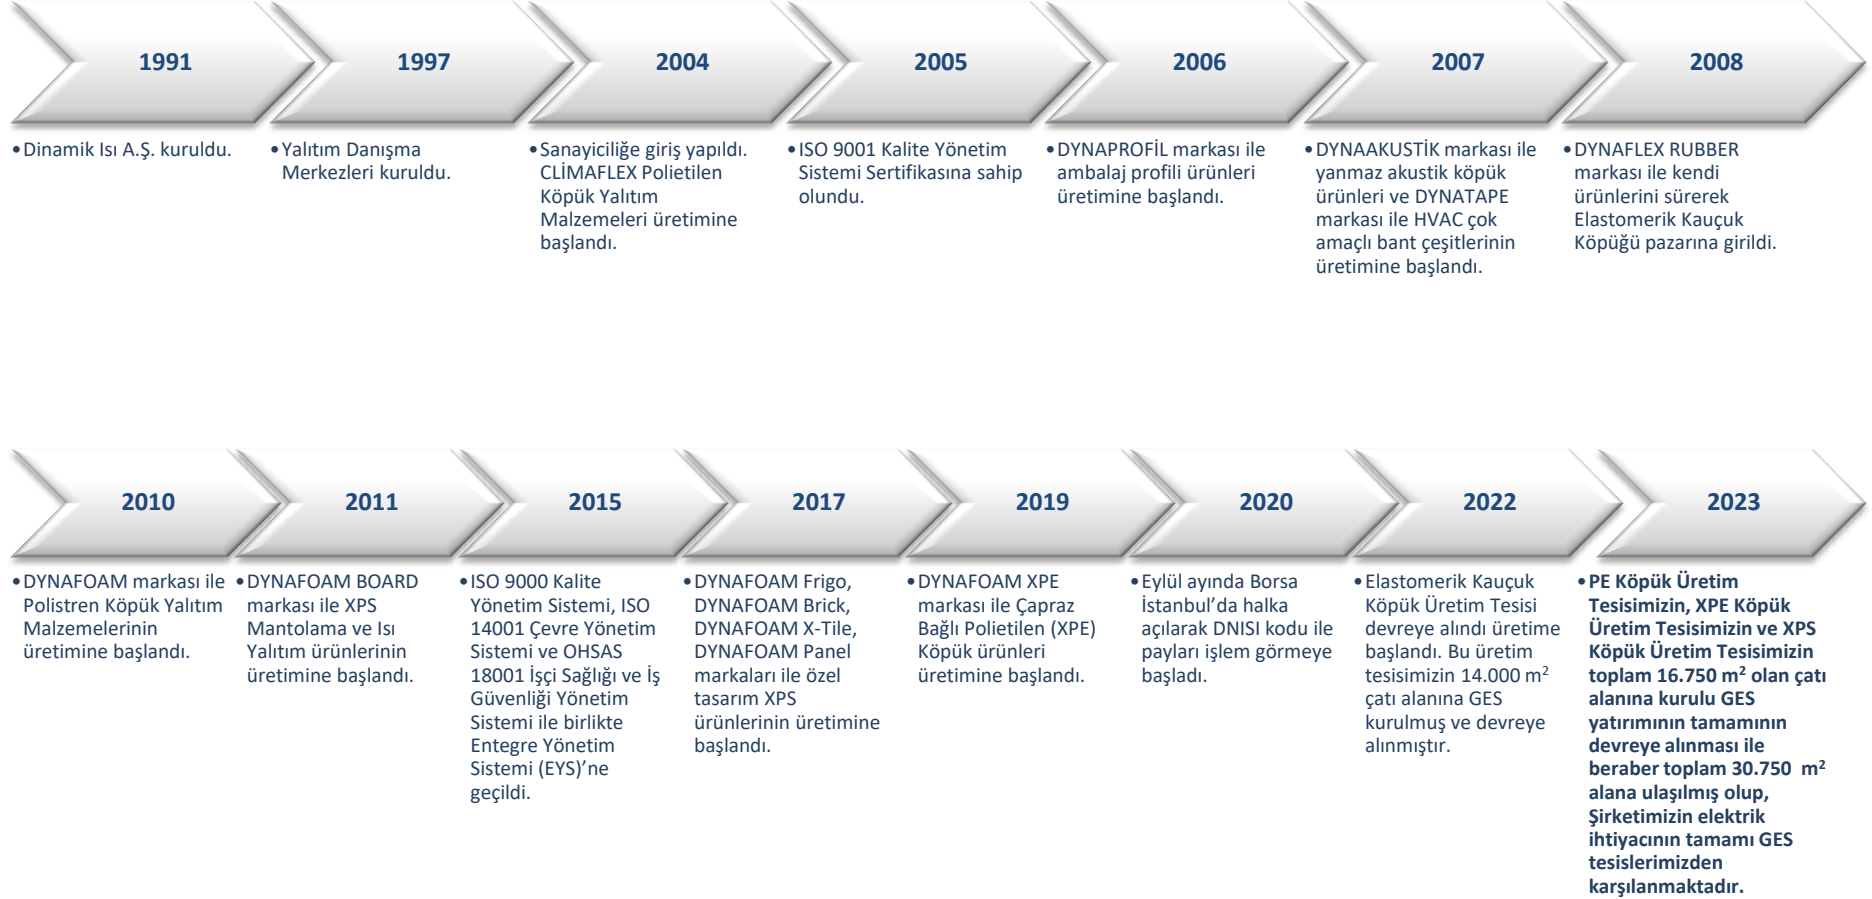 1991
• Dinamik Isı A.Ş. kuruldu.
1997
• Yalıtım Danışma
Merkezleri kuruldu.
2004
• Sanayiciliğe giriş yapıldı.
CLİMAFLEX Polietilen
Köpük Yalıtım
Malzemeleri üretimine
başlandı.
2005
• ISO 9001 Kalite Yönetim
Sistemi Sertifikasına sahip
olundu.
2006
• DYNAPROFİL markası ile
ambalaj profili ürünleri
üretimine başlandı.
2007
• DYNAAKUSTİK markası ile
yanmaz akustik köpük
ürünleri ve DYNATAPE
markası ile HVAC çok
amaçlı bant çeşitlerinin
üretimine başlandı.
2008
• DYNAFLEX RUBBER
markası ile kendi
ürünlerini sürerek
Elastomerik Kauçuk
Köpüğü pazarına girildi.
2010
• DYNAFOAM markası ile
Polistren Köpük Yalıtım
Malzemelerinin
üretimine başlandı.
2011
• DYNAFOAM BOARD
markası ile XPS
Mantolama ve Isı
Yalıtım ürünlerinin
üretimine başlandı.
2015
• ISO 9000 Kalite
Yönetim Sistemi, ISO
14001 Çevre Yönetim
Sistemi ve OHSAS
18001 İşçi Sağlığı ve İş
Güvenliği Yönetim
Sistemi ile birlikte
Entegre Yönetim
Sistemi (EYS)’ne
geçildi.
2017
• DYNAFOAM Frigo,
DYNAFOAM Brick,
DYNAFOAM X-Tile,
DYNAFOAM Panel
markaları ile özel
tasarım XPS
ürünlerinin üretimine
başlandı.
2019
• DYNAFOAM XPE
markası ile Çapraz
Bağlı Polietilen (XPE)
Köpük ürünleri
üretimine başlandı.
2020
• Eylül ayında Borsa
İstanbul’da halka
açılarak DNISI kodu ile
payları işlem görmeye
başladı.
2022
• Elastomerik Kauçuk
Köpük Üretim Tesisi
devreye alındı üretime
başlandı. Bu üretim
tesisimizin 14.000 m²
çatı alanına GES
kurulmuş ve devreye
alınmıştır.
2023
• PE Köpük Üretim
Tesisimizin, XPE Köpük
Üretim Tesisimizin ve XPS
Köpük Üretim Tesisimizin
toplam 16.750 m² olan çatı
alanına kurulu GES
yatırımının tamamının
devreye alınması ile
beraber toplam 30.750 m²
alana ulaşılmış olup,
Şirketimizin elektrik
ihtiyacının tamamı GES
tesislerimizden
karşılanmaktadır.